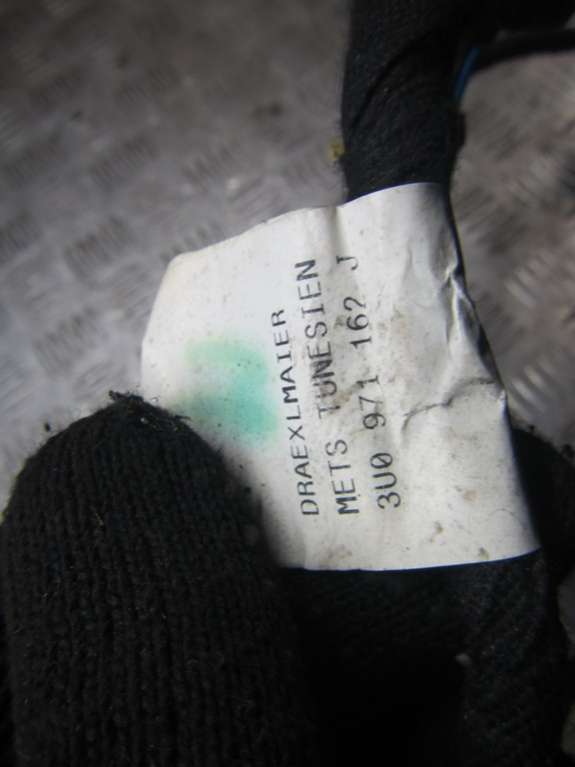 DRAEXLMAIER
METS TUNESIEN
3U0 971 162 J